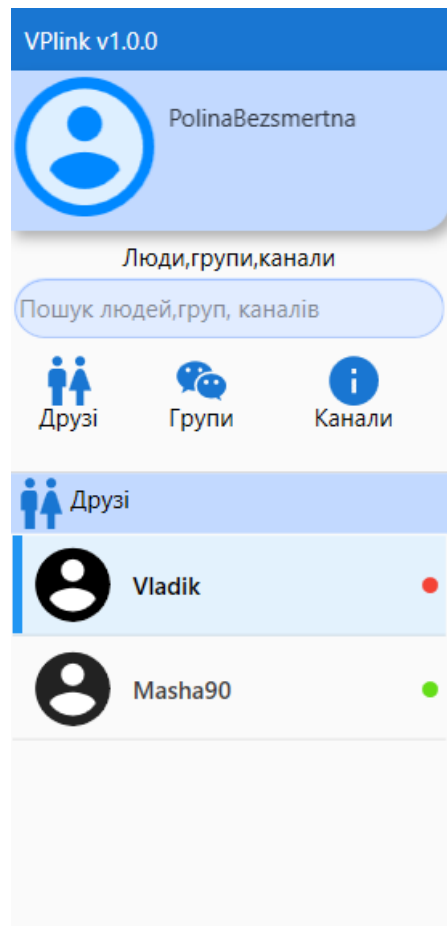 VPlink v1.0.0
PolinaBezsmertna
Люди,групи,канали
Пошук людей,груп, каналів
Друзі Групи Канали
Друзі
Vladik
Masha90